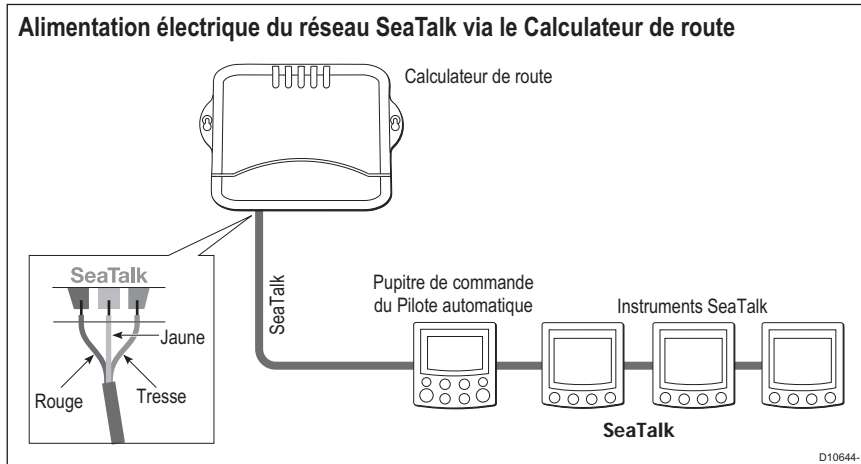 Alimentation électrique du réseau SeaTalk via le Calculateur de route
Calculateur de route
SeaTalk
Pupitre de commande
du Pilote automatique
Instruments SeaTalk
SeaTalk
Jaune
Rouge
Tresse
SeaTalk
D10644-